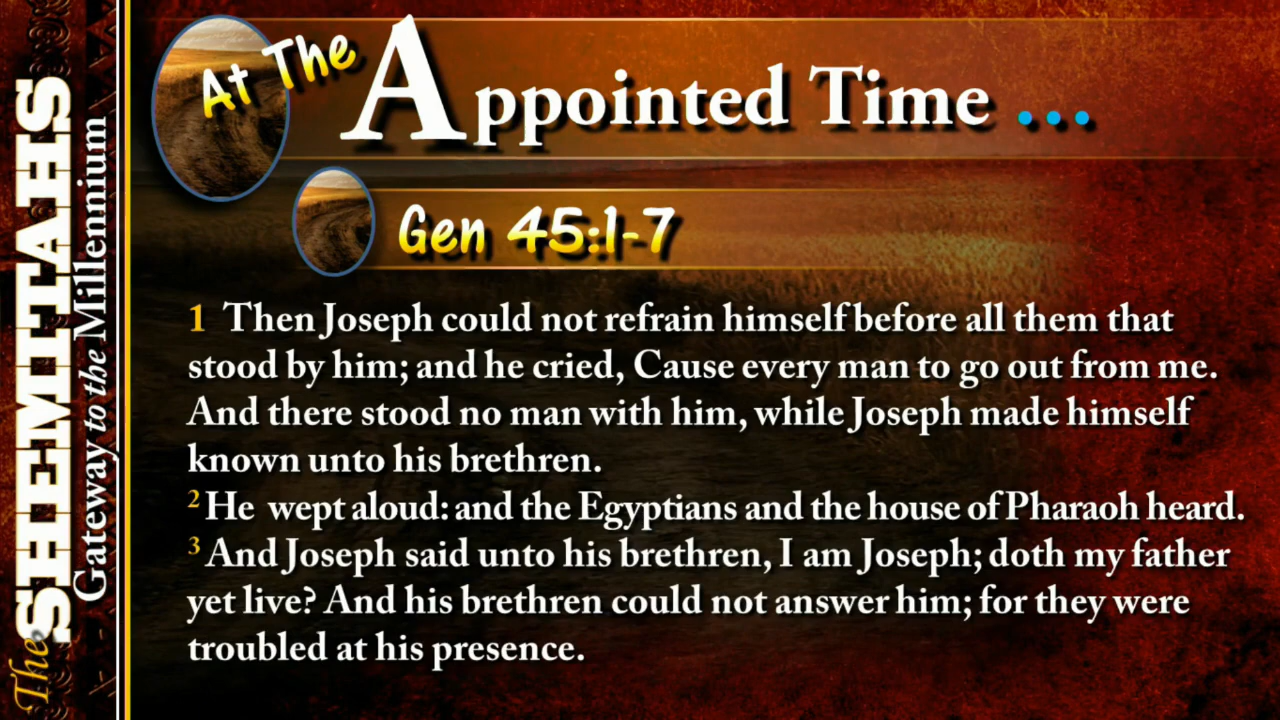 The SHEMITAHS
Gateway to the Millennium
At The Appointed Time ...
Gen 45:1-7
1 Then Joseph could not refrain himself before all them that
stood by him; and he cried, Cause every man to go out from me.
And there stood no man with him, while Joseph made himself
known unto his brethren.
2 He wept aloud: and the Egyptians and the house of Pharaoh heard.
3 And Joseph said unto his brethren, I am Joseph; doth my father
yet live? And his brethren could not answer him; for they were
troubled at his presence.